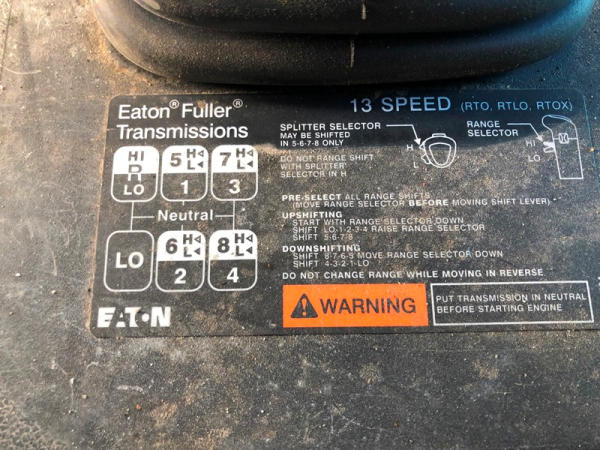 Eaton® Fuller®
Transmissions
13 SPEED (RTO, RTLO, RTOX)
SPLITTER SELECTOR
MAY BE SHIFTED
IN 5-6-7-8 ONLY
H
L
DO NOT RANGE SHIFT
WITH SPLITTER
SELECTOR IN H
RANGE
SELECTOR
HI
LO
HI
R
LO
5 H
L
1
7 H
L
3
Neutral
LO
6 H
L
2
8 H
L
4
PRE-SELECT ALL RANGE SHIFTS
(MOVE RANGE SELECTOR BEFORE MOVING SHIFT LEVER)
UPSHIFTING
START WITH RANGE SELECTOR DOWN
SHIFT LO-1-2-3-4 RAISE RANGE SELECTOR
SHIFT 5-6-7-8
DOWNSHIFTING
SHIFT 8-7-6-5 MOVE RANGE SELECTOR DOWN
SHIFT 4-3-2-1-LO
DO NOT CHANGE RANGE WHILE MOVING IN REVERSE
EATON
WARNING
PUT TRANSMISSION IN NEUTRAL
BEFORE STARTING ENGINE